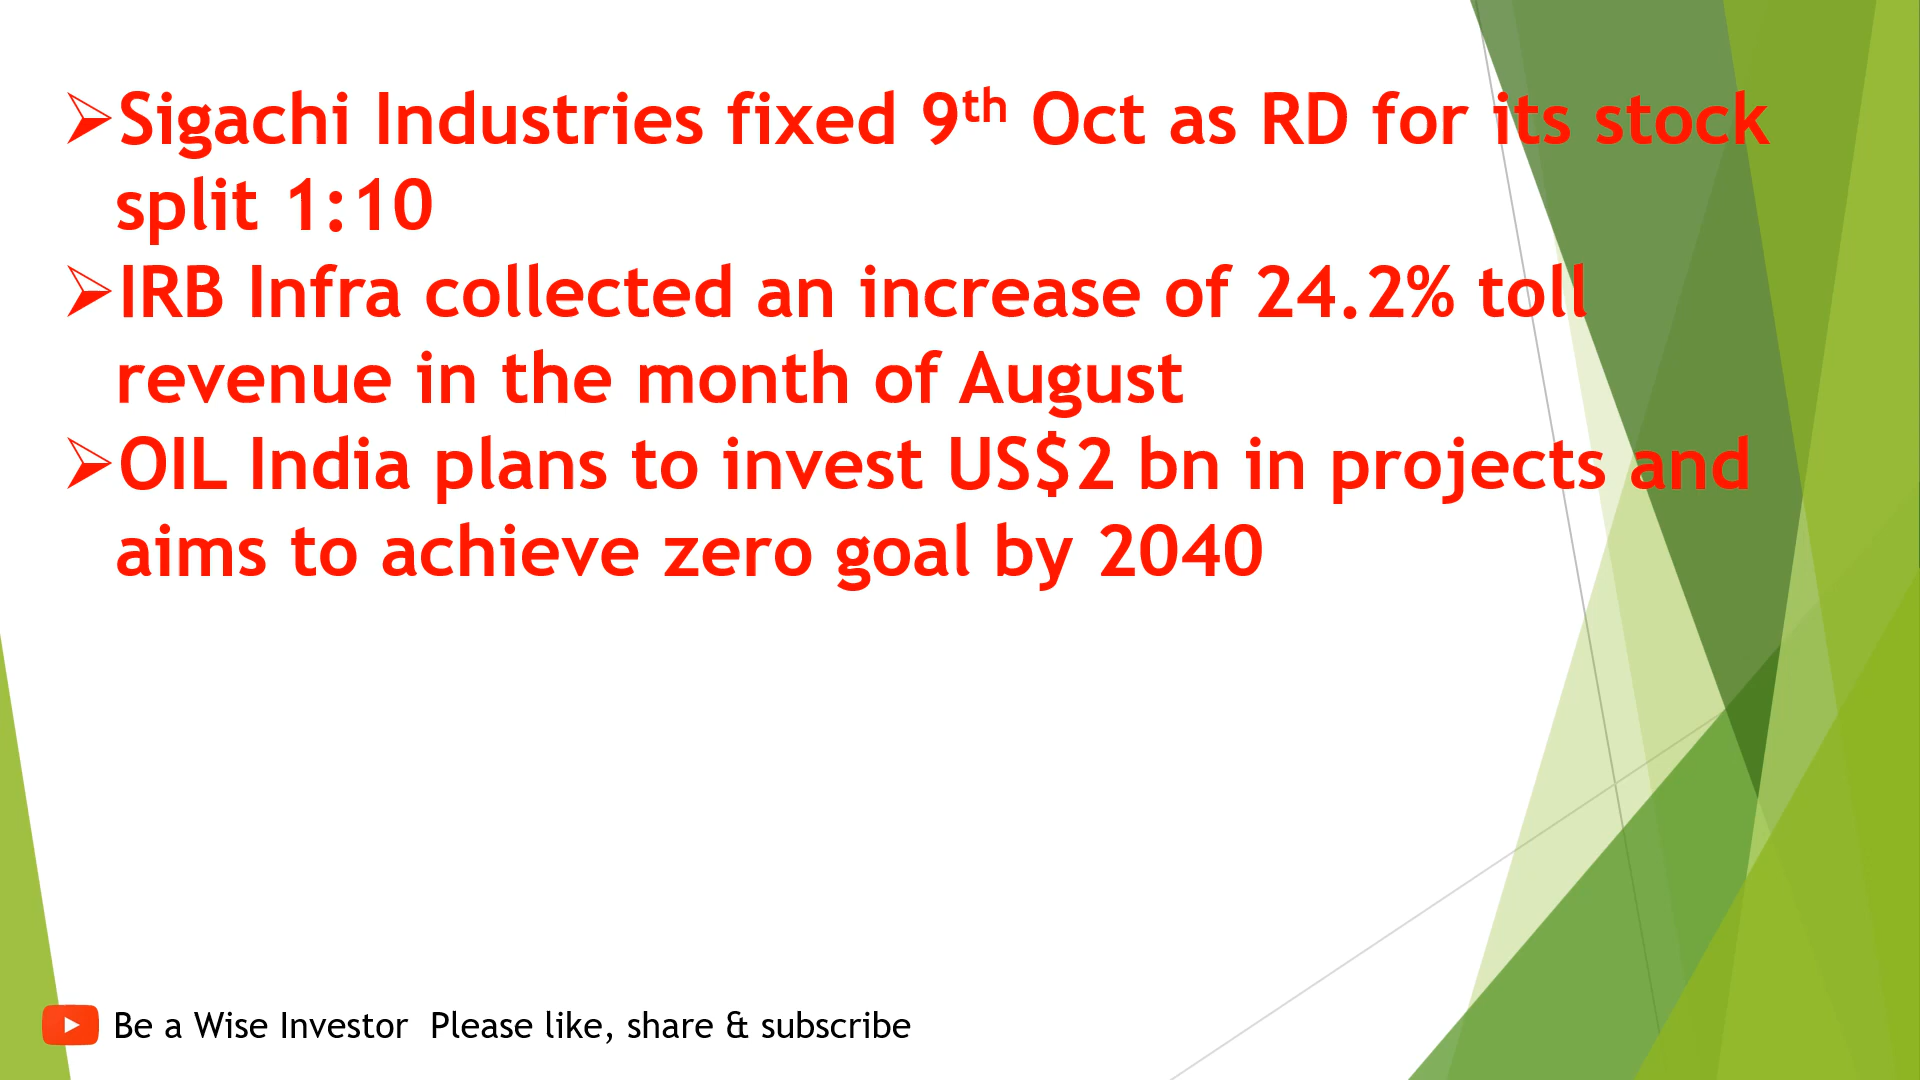 ➢Sigachi Industries fixed 9th Oct as RD for its stock
split 1:10
➢IRB Infra collected an increase of 24.2% toll
revenue in the month of August
➢OIL India plans to invest US$2 bn in projects and
aims to achieve zero goal by 2040
Be a Wise Investor Please like, share & subscribe